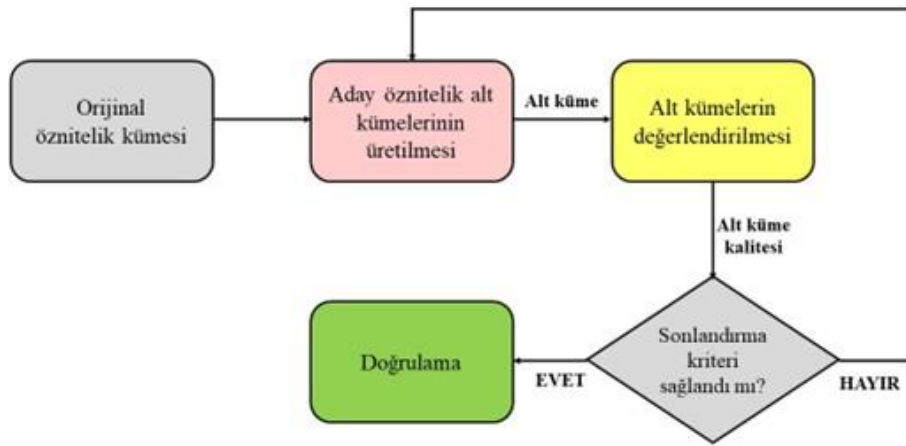 Orijinal
öznitelik kümesi
Aday öznitelik alt
kümelerinin
üretilmesi
Alt küme
Alt kümelerin
değerlendirilmesi
Alt küme
kalitesi
Sonlandırma
kriteri
sağlandı mı?
EVET
HAYIR
Doğrulama